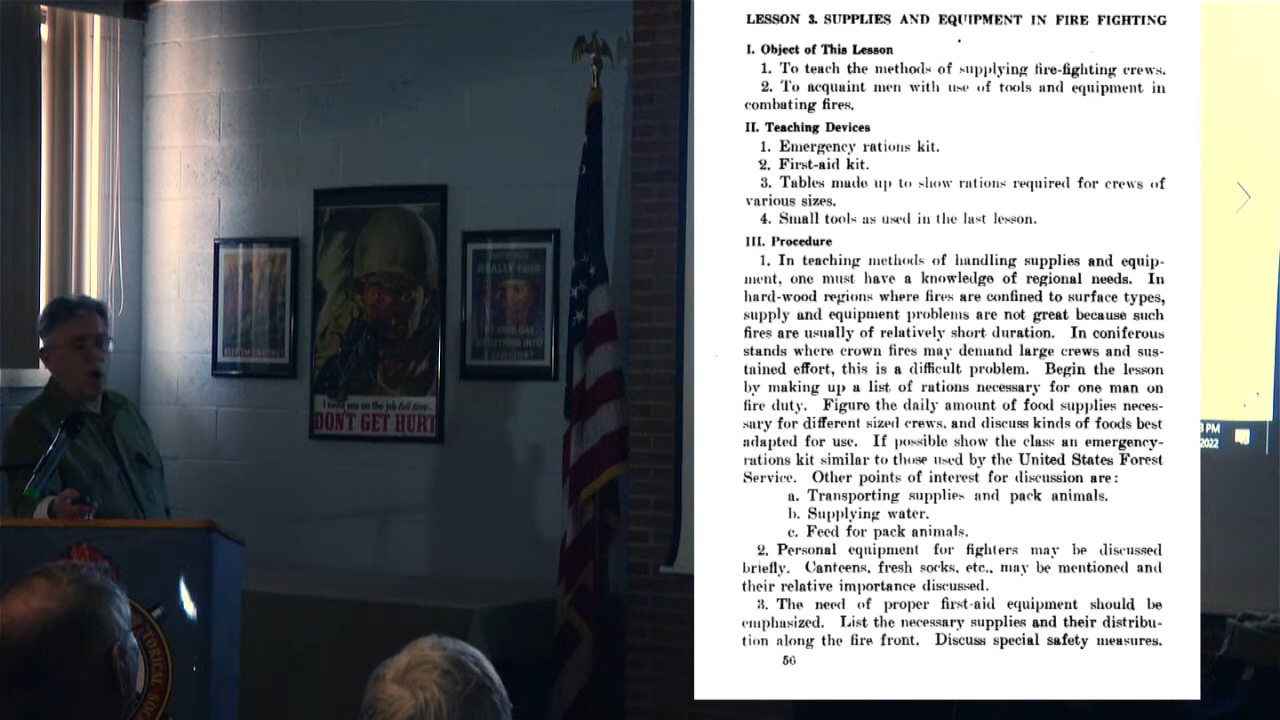 LESSON 3. SUPPLIES AND EQUIPMENT IN FIRE FIGHTING
I. Object of This Lesson
1. To teach the methods of supplying fire-fighting crews.
2. To acquaint men with use of tools and equipment in
combating fires.
II. Teaching Devices
1. Emergency rations kit.
2. First-aid kit.
3. Tables made up to show rations required for crews of
various sizes.
4. Small tools as used in the last lesson.
III. Procedure
1. In teaching methods of handling supplies and equip-
ment, one must have a knowledge of regional needs. In
hard-wood regions where fires are confined to surface types,
supply and equipment problems are not great because such
fires are usually of relatively short duration. In coniferous
stands where crown fires may demand large crews and sus-
tained effort, this is a difficult problem. Begin the lesson
by making up a list of rations necessary for one man on
fire duty. Figure the daily amount of food supplies neces-
sary for different sized crews, and discuss kinds of foods best
adapted for use. If possible show the class an emergency-
rations kit similar to those used by the United States Forest
Service. Other points of interest for discussion are:
a. Transporting supplies and pack animals.
b. Supplying water.
c. Feed for pack animals.
2. Personal equipment for fighters may be discussed
briefly. Canteens, fresh socks, etc., may be mentioned and
their relative importance discussed.
3. The need of proper first-aid equipment should be
emphasized. List the necessary supplies and their distribu-
tion along the fire front. Discuss special safety measures.
56
I need you on the job full time...
DON'T GET HURT
REALLY
PM
2022